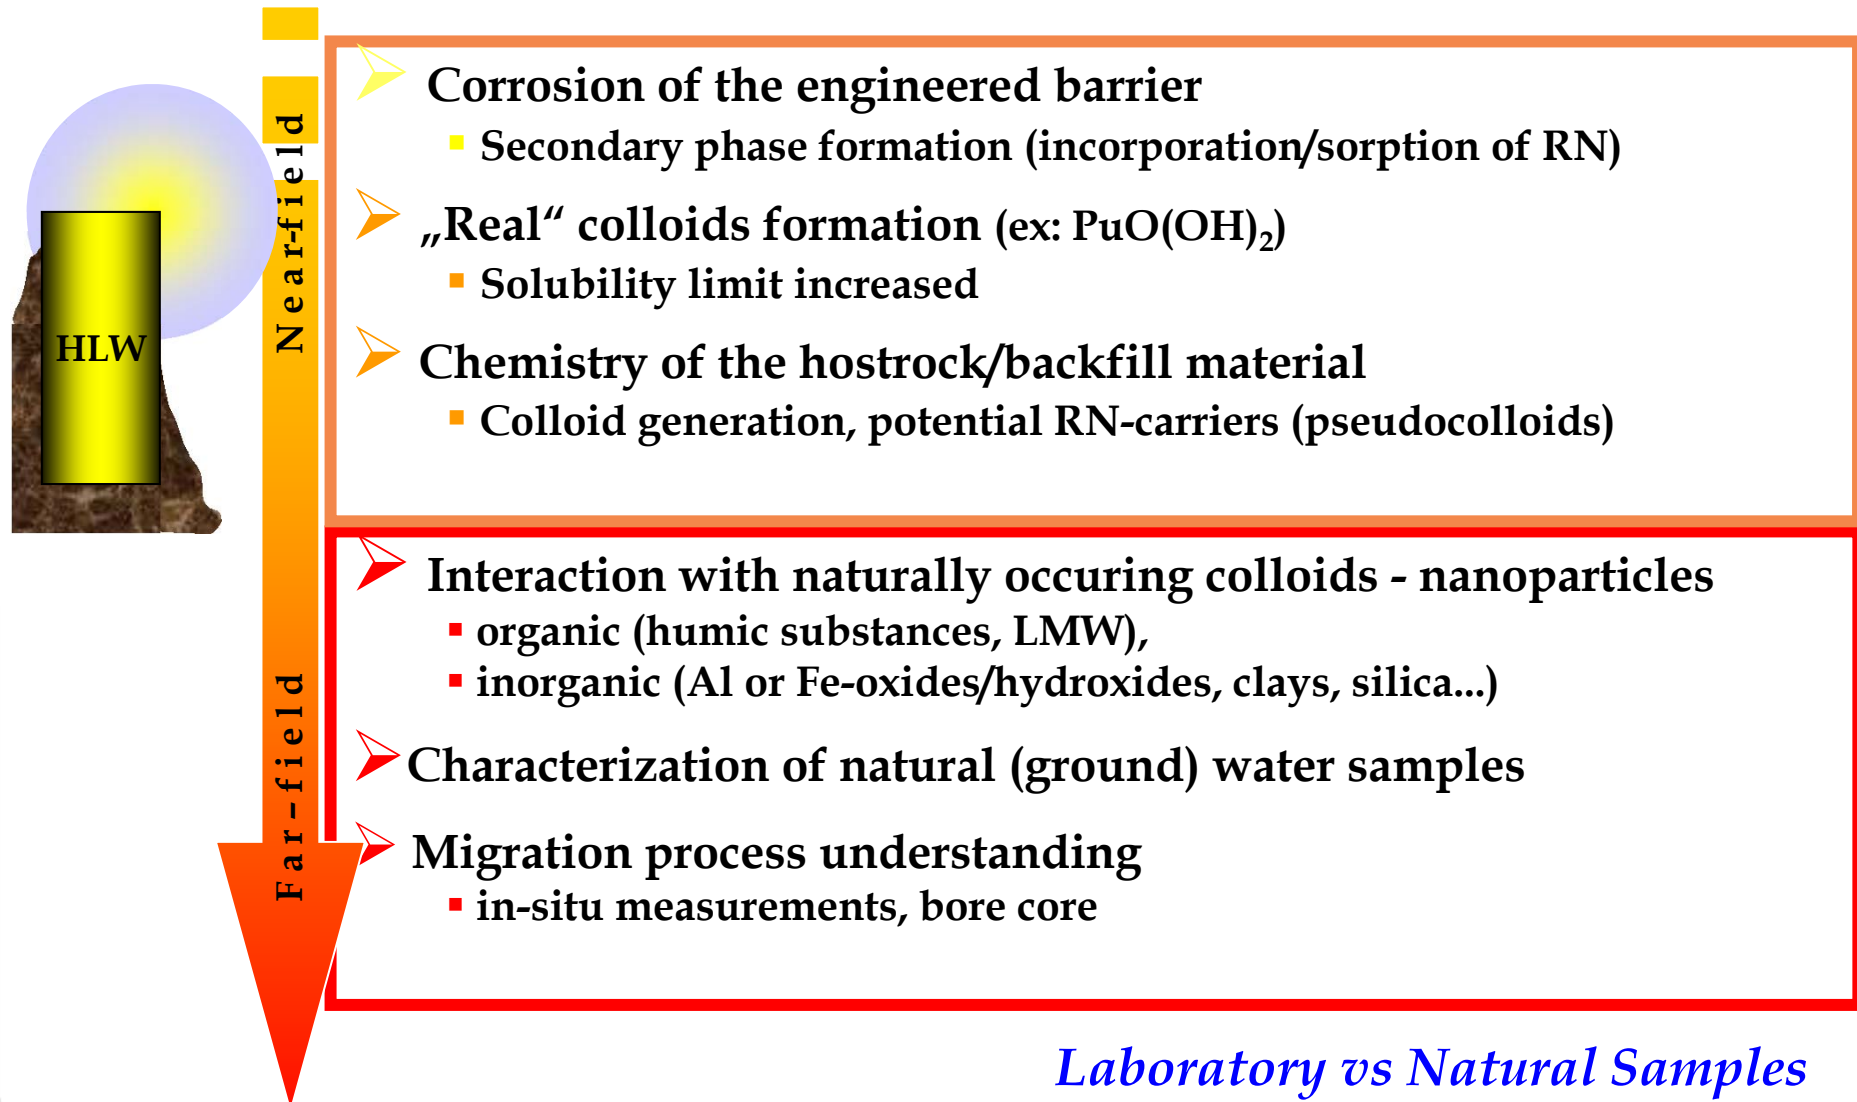 Corrosion of the engineered barrier
Secondary phase formation (incorporation/sorption of RN)
„Real“ colloids formation (ex: PuO(OH)₂)
Solubility limit increased
Chemistry of the hostrock/backfill material
Colloid generation, potential RN-carriers (pseudocolloids)
Near-field
HLW
Interaction with naturally occuring colloids - nanoparticles
organic (humic substances, LMW),
inorganic (Al or Fe-oxides/hydroxides, clays, silica...)
Characterization of natural (ground) water samples
Migration process understanding
in-situ measurements, bore core
Far–field
Laboratory vs Natural Samples